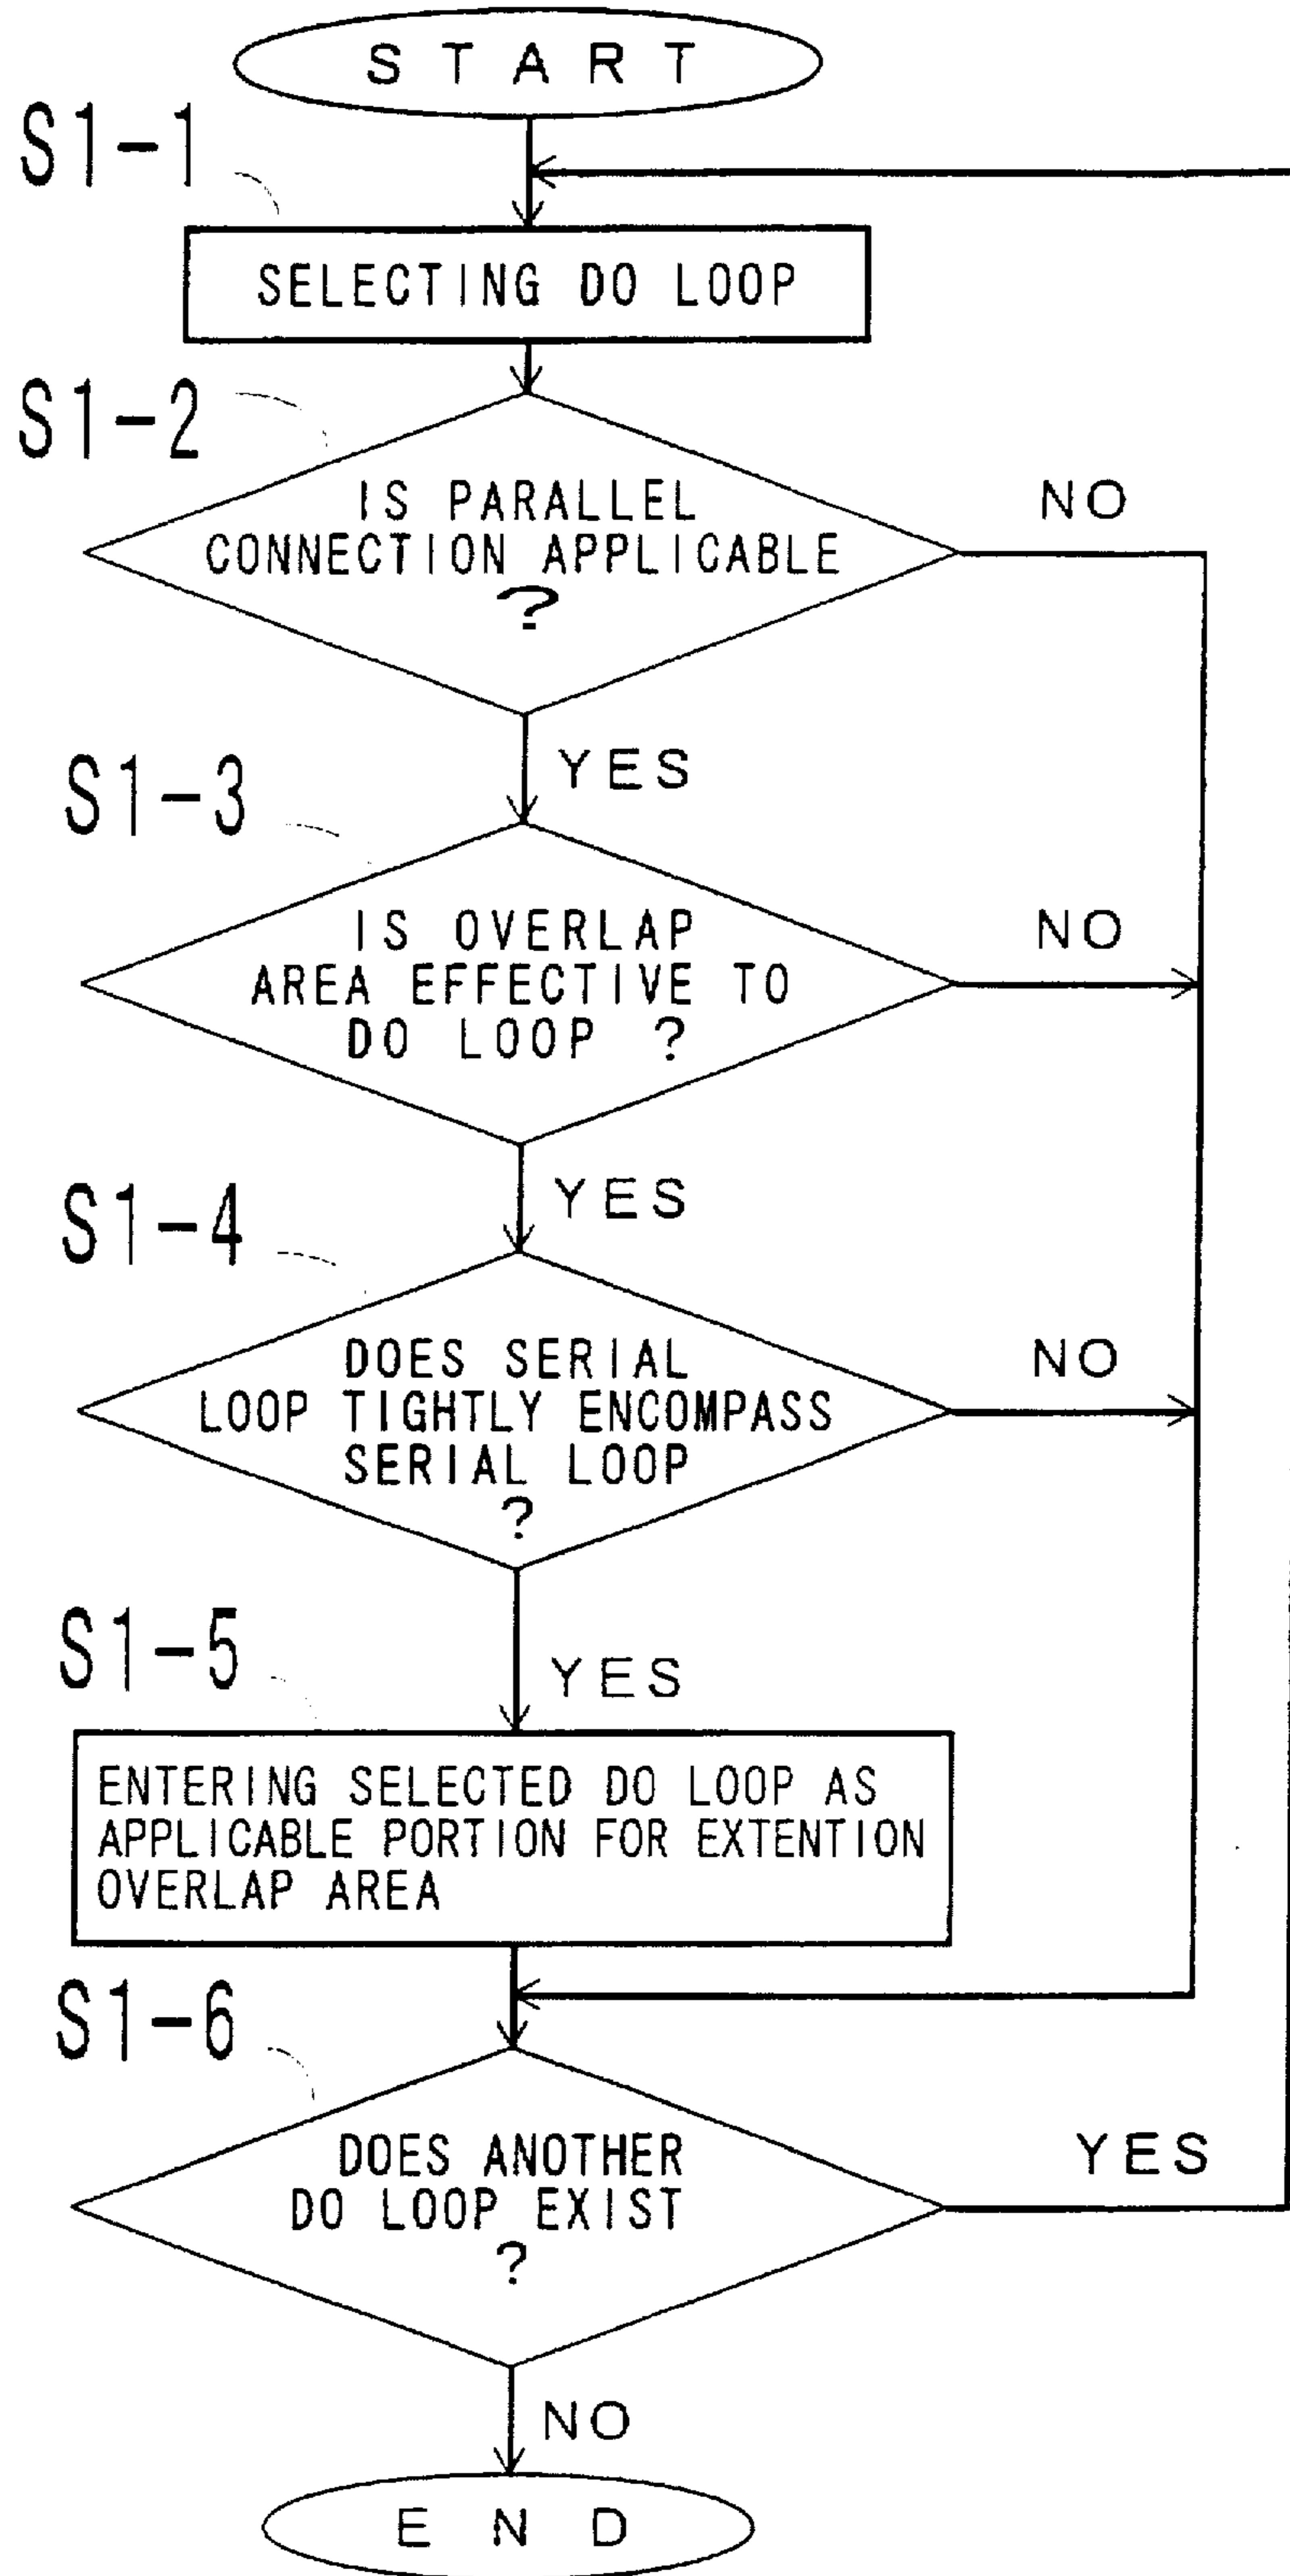 START
S1-1
SELECTING DO LOOP
S1-2
IS PARALLEL
CONNECTION APPLICABLE
?
NO
YES
S1-3
IS OVERLAP
AREA EFFECTIVE TO
DO LOOP ?
NO
YES
S1-4
DOES SERIAL
LOOP TIGHTLY ENCOMPASS
SERIAL LOOP
?
NO
YES
S1-5
ENTERING SELECTED DO LOOP AS
APPLICABLE PORTION FOR EXTENTION
OVERLAP AREA
S1-6
DOES ANOTHER
DO LOOP EXIST
?
YES
NO
END